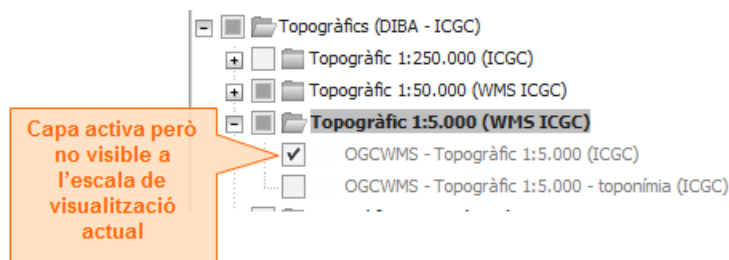 Topogràfics (DIBA - ICGC)
Topogràfic 1:250.000 (ICGC)
Topogràfic 1:50.000 (WMS ICGC)
Topogràfic 1:5.000 (WMS ICGC)
OGCWMS - Topogràfic 1:5.000 (ICGC)
OGCWMS - Topogràfic 1:5.000 - toponímia (ICGC)
Capa activa però
no visible a
l'escala de
visualització
actual